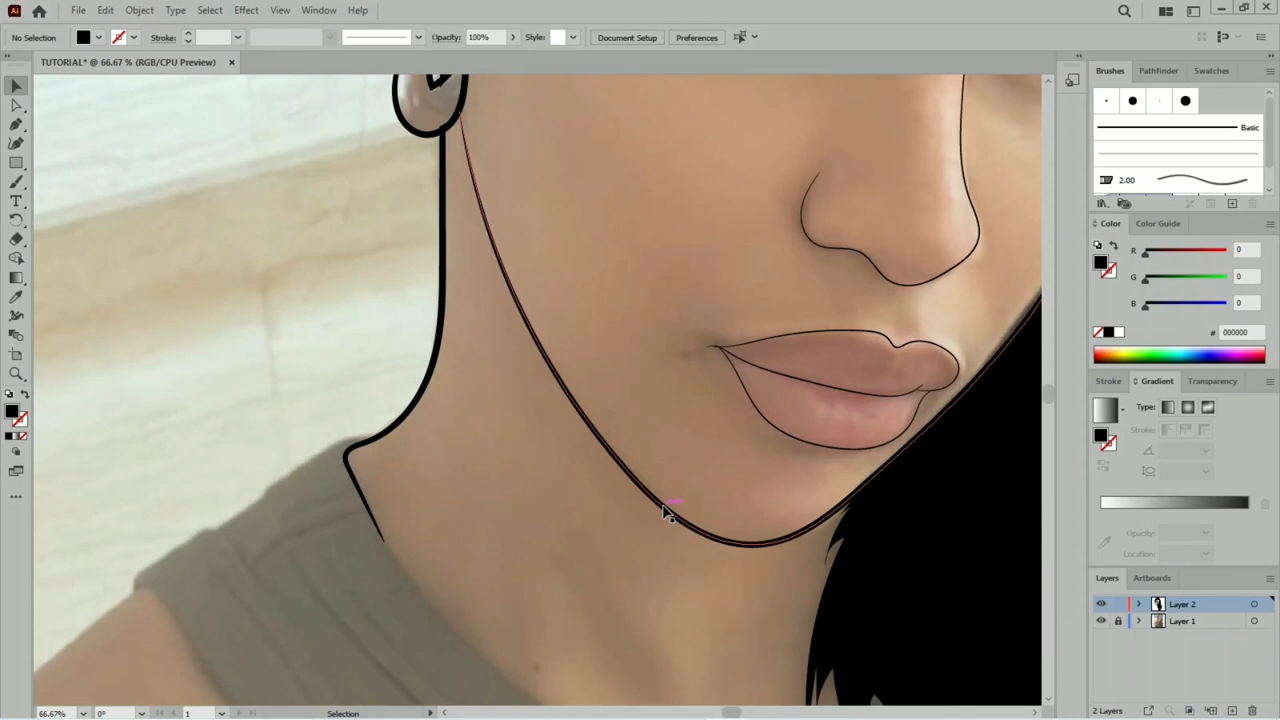 Ai File Edit Object Type Select Effect View Window Help
No Selection Stroke: Opacity: 100% Style: Document Setup Preferences
TUTORIAL* @ 66.67 % (RGB/CPU Preview)
Brushes Pathfinder Swatches
Basic
2.00
Color Color Guide
R 0
G 0
B 0
# 000000
Stroke Gradient Transparency
Type:
Stroke:
Opacity:
Location:
Layers Artboards
Layer 2
Layer 1
2 Layers
66.67% 0° 1 Selection